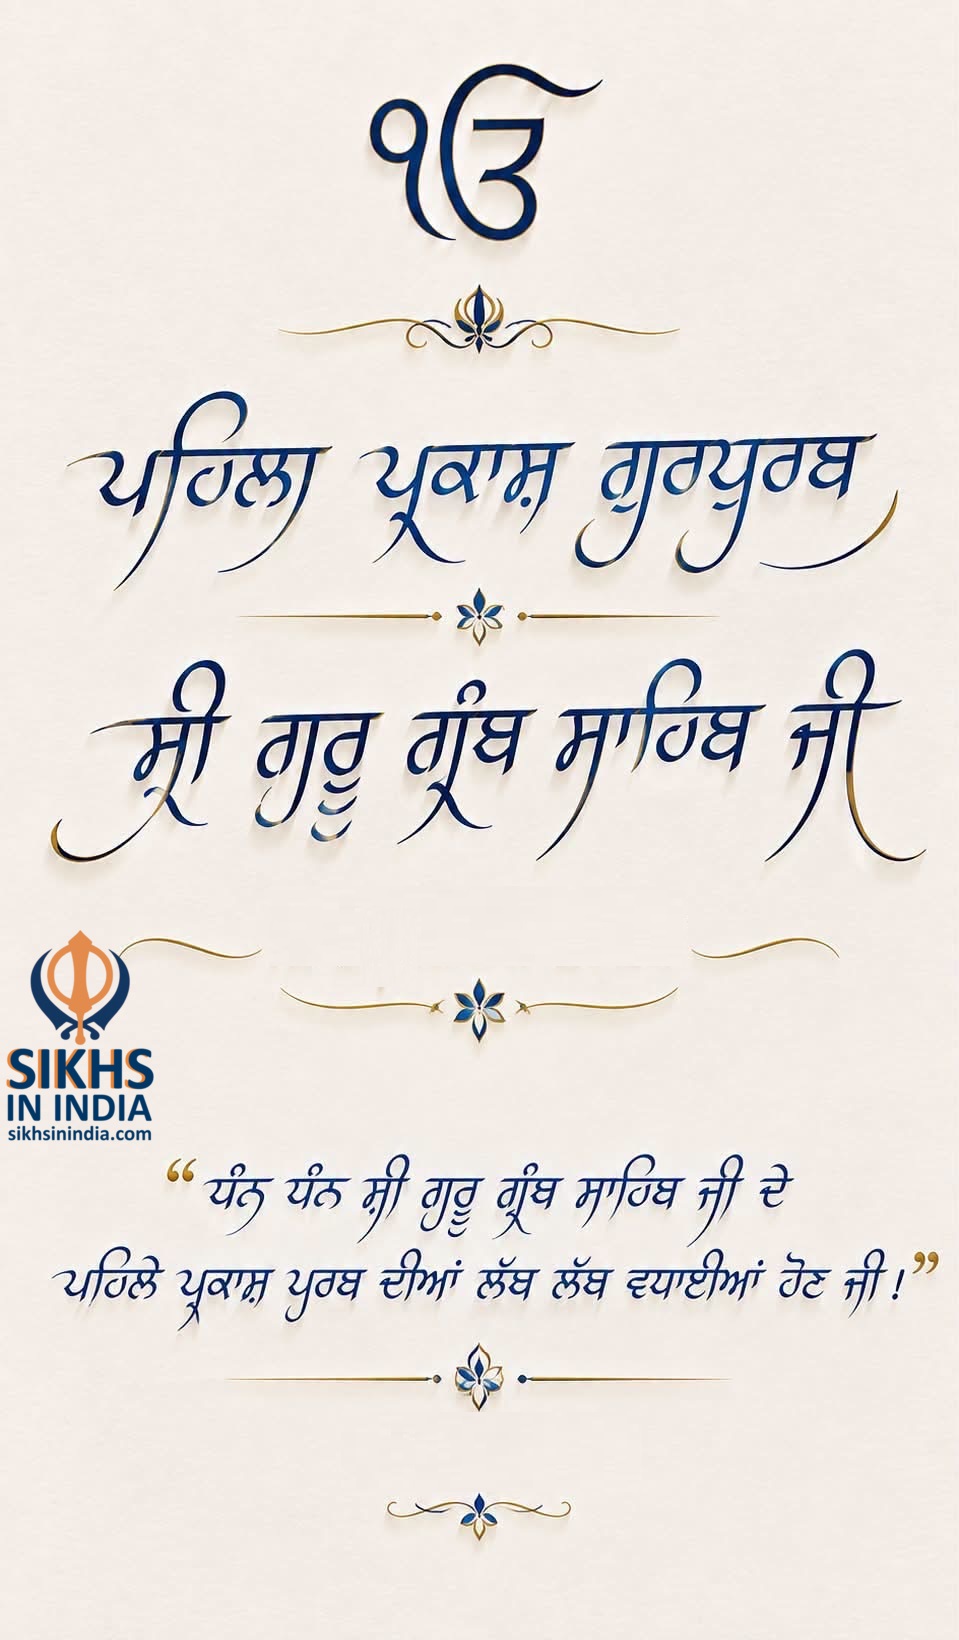 ੴ
ਪਹਿਲਾ ਪ੍ਰਕਾਸ਼ ਗੁਰਪੁਰਬ
ਸ੍ਰੀ ਗੁਰੂ ਗ੍ਰੰਥ ਸਾਹਿਬ ਜੀ
SIKHS
IN INDIA
sikhsinindia.com
“ ਧੰਨ ਧੰਨ ਸ਼੍ਰੀ ਗੁਰੂ ਗ੍ਰੰਥ ਸਾਹਿਬ ਜੀ ਦੇ
ਪਹਿਲੇ ਪ੍ਰਕਾਸ਼ ਪੁਰਬ ਦੀਆਂ ਲੱਖ ਲੱਖ ਵਧਾਈਆਂ ਹੋਣ ਜੀ ! ”